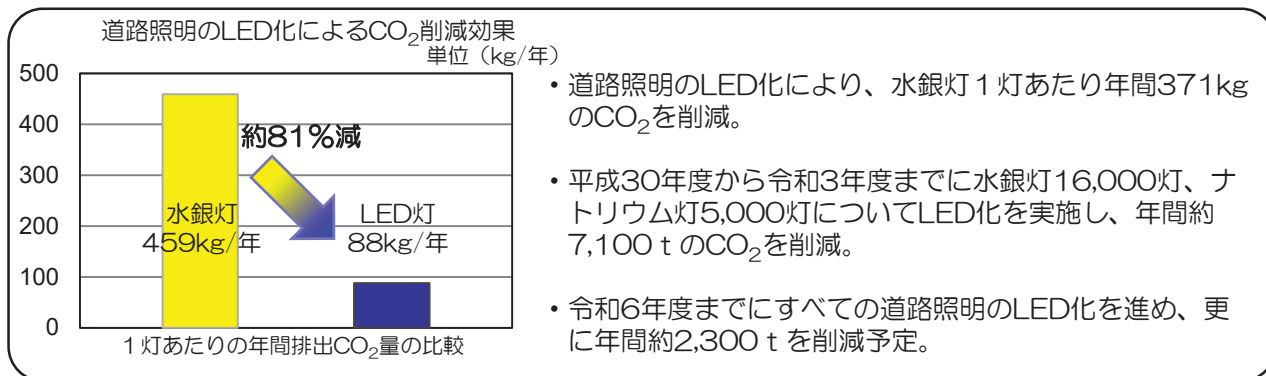 道路照明のLED化によるCO₂削減効果
単位（kg/年）
500
400
300
200
100
0
約81％減
水銀灯
459kg/年
LED灯
88kg/年
１灯あたりの年間排出CO₂量の比較
・道路照明のLED化により、水銀灯１灯あたり年間371kg
のCO₂を削減。
・平成30年度から令和3年度までに水銀灯16,000灯、ナ
トリウム灯5,000灯についてLED化を実施し、年間約
7,100ｔのCO₂を削減。
・令和6年度までにすべての道路照明のLED化を進め、更
に年間約2,300ｔを削減予定。